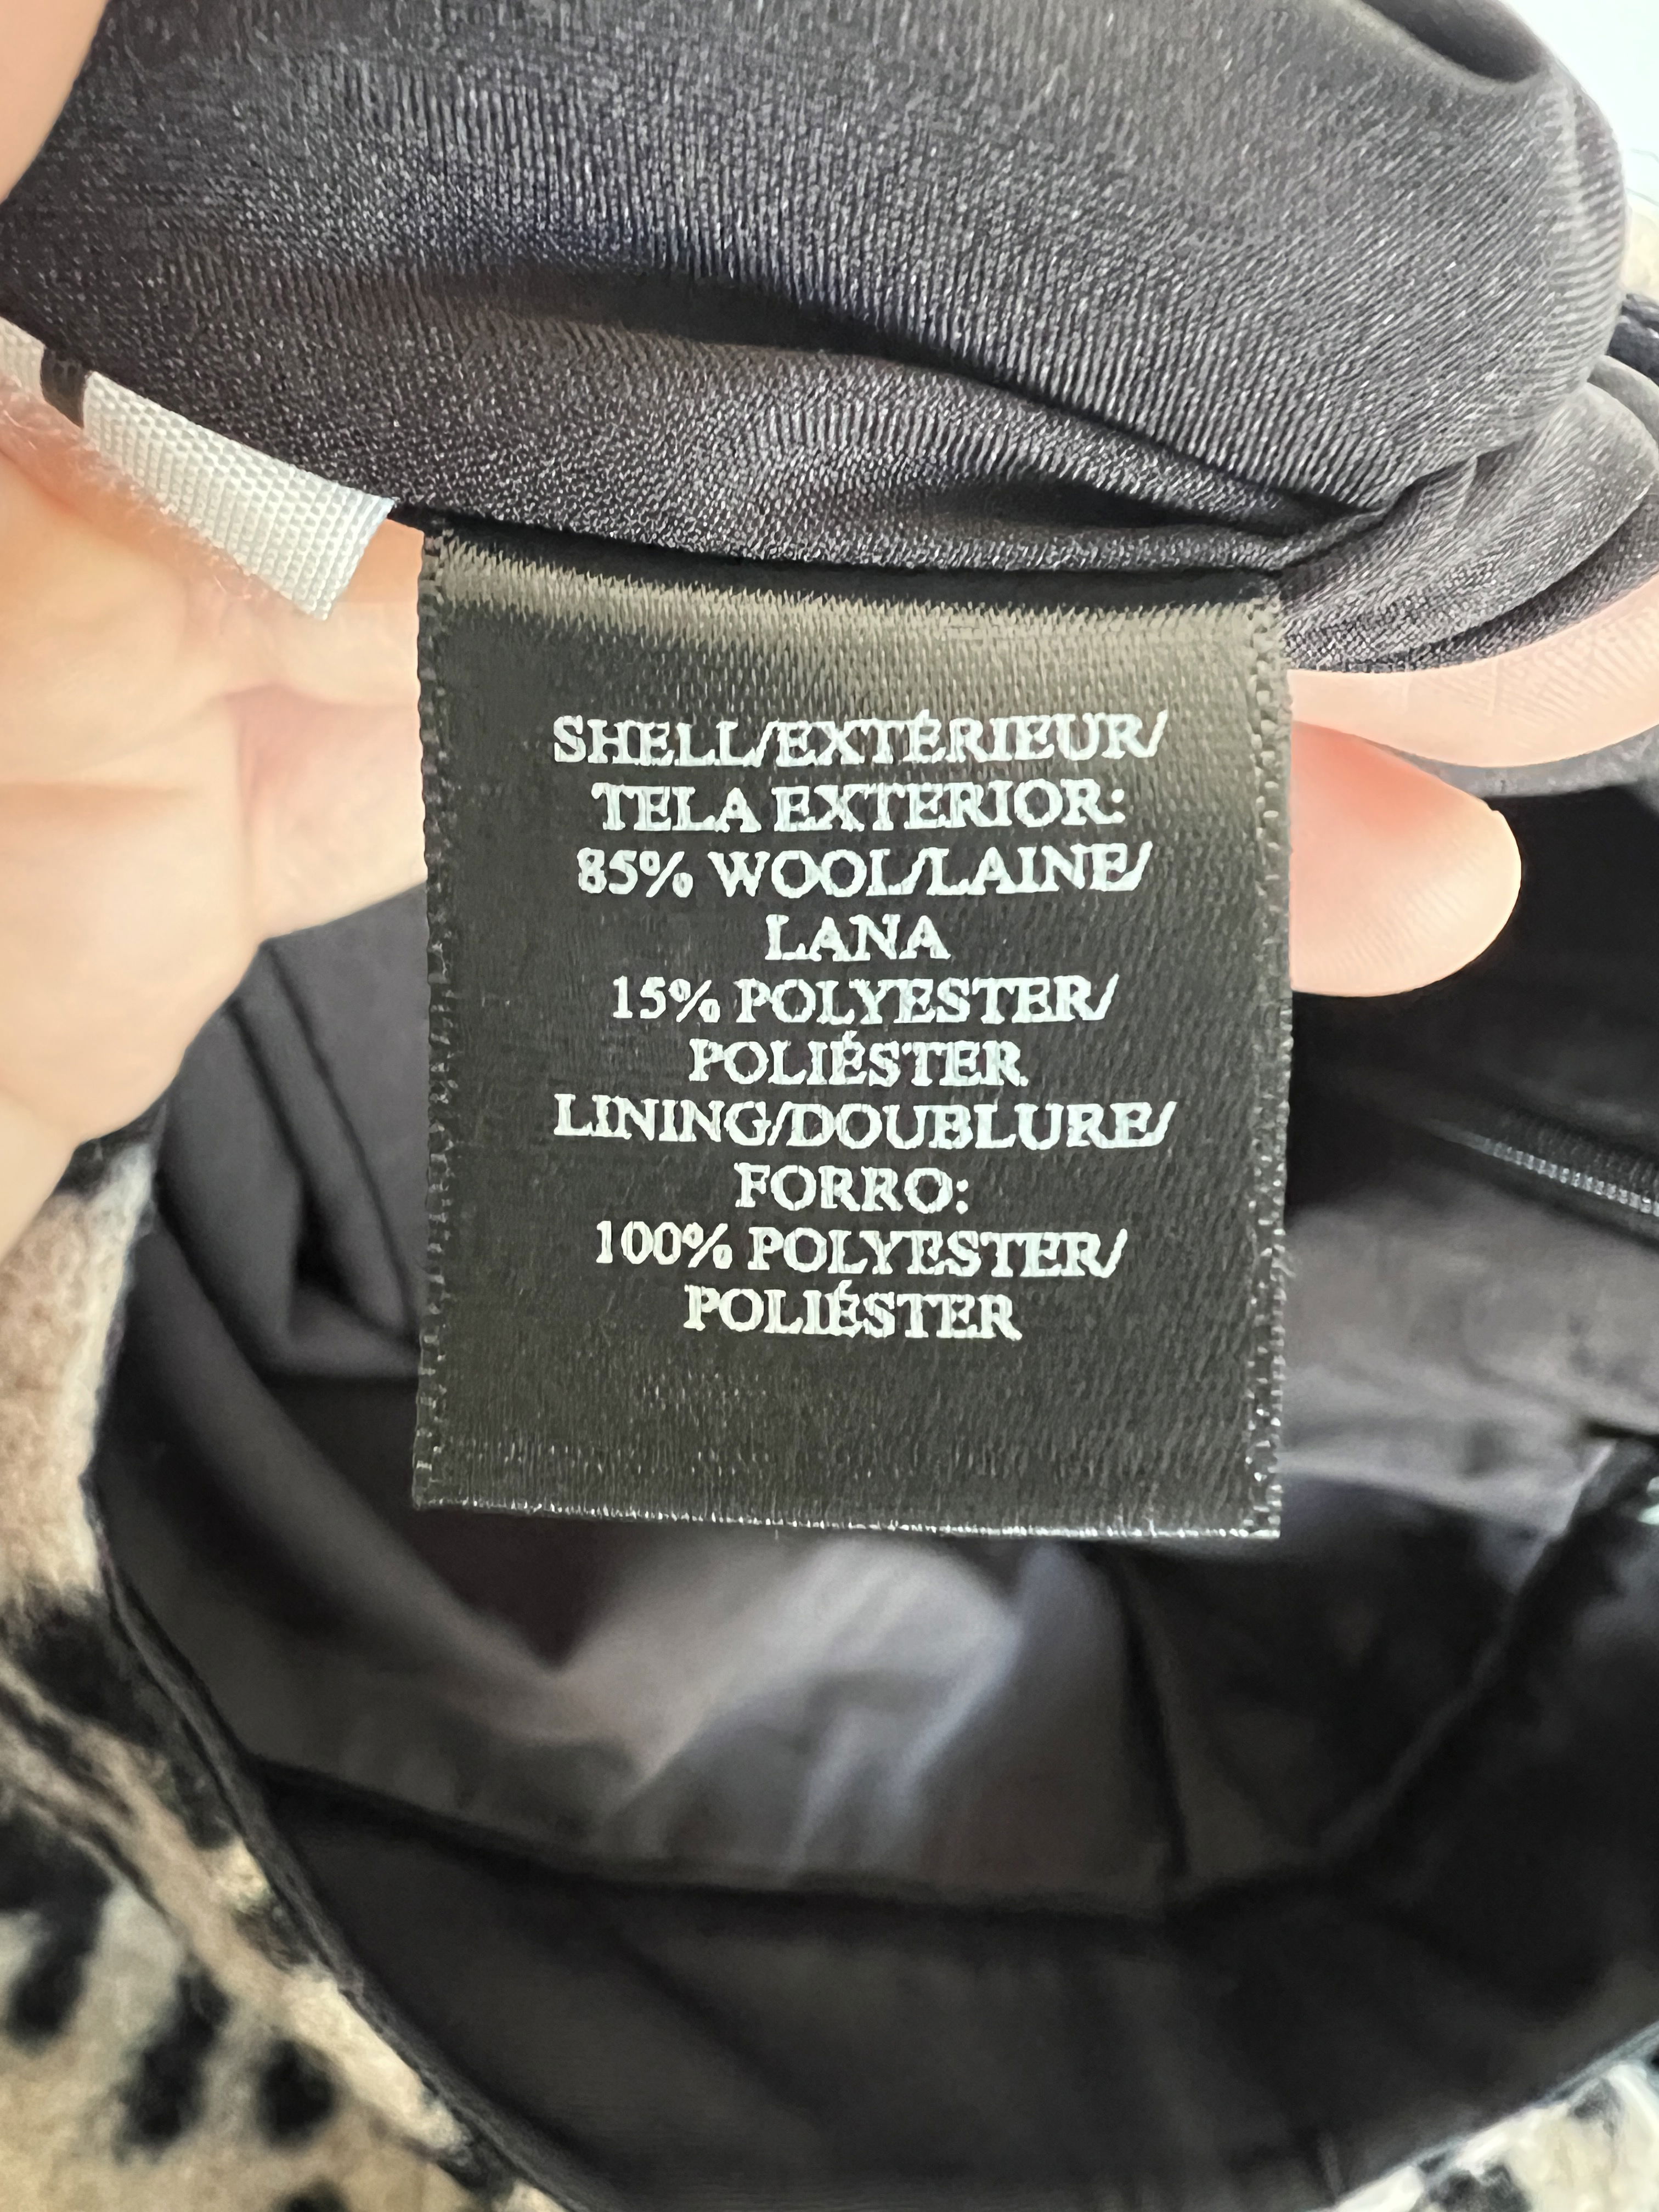 SHELL/EXTÉRIEUR/
TELA EXTERIOR:
85% WOOL/LAINE/
LANA
15% POLYESTER/
POLIÉSTER
LINING/DOUBLURE/
FORRO:
100% POLYESTER/
POLIÉSTER